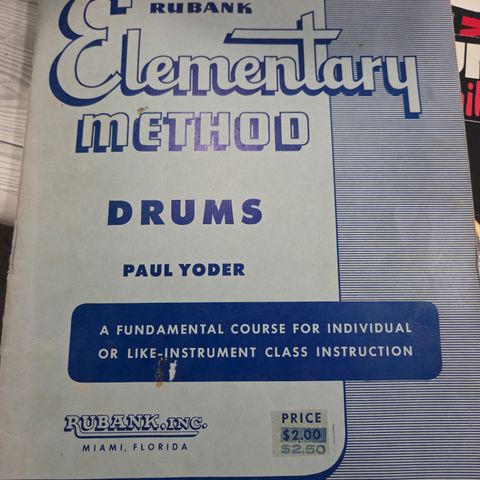 RUBANK
Elementary
METHOD
DRUMS
PAUL YODER
A FUNDAMENTAL COURSE FOR INDIVIDUAL
OR LIKE-INSTRUMENT CLASS INSTRUCTION
RUBANK, INC.
MIAMI, FLORIDA
PRICE
$2.00
$2.50